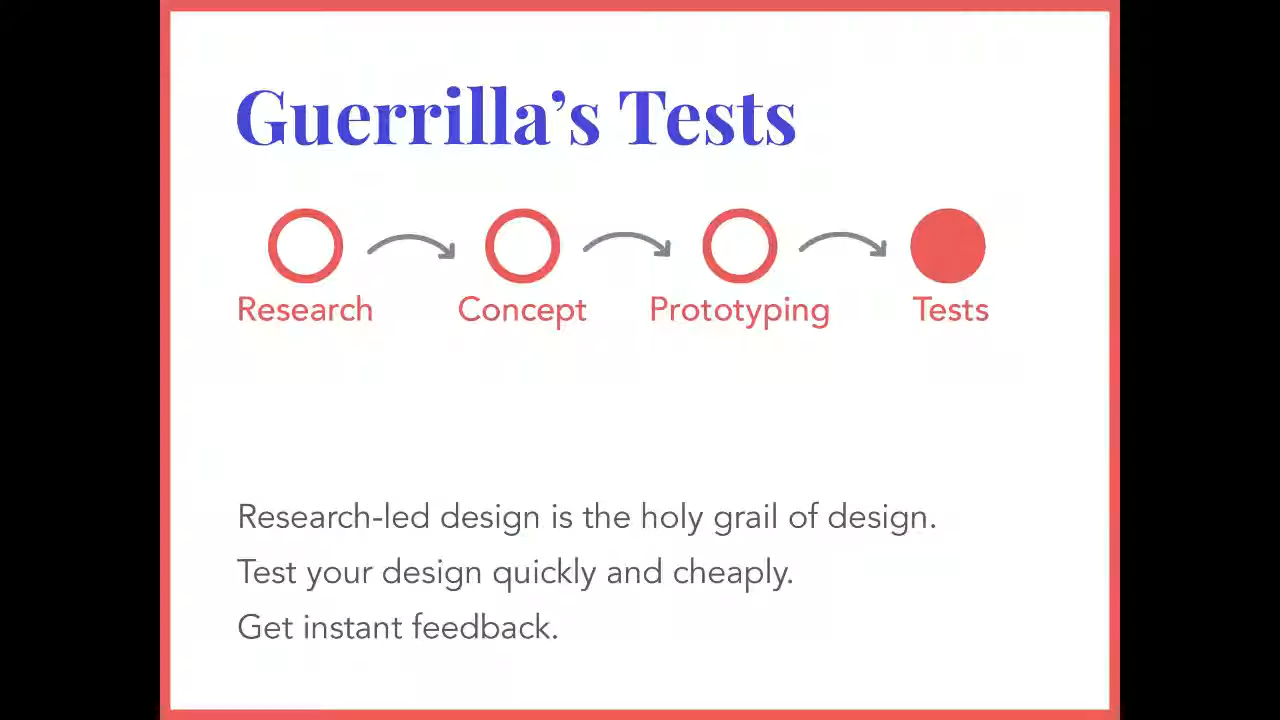 Guerrilla’s Tests
Research Concept Prototyping Tests
Research-led design is the holy grail of design.
Test your design quickly and cheaply.
Get instant feedback.